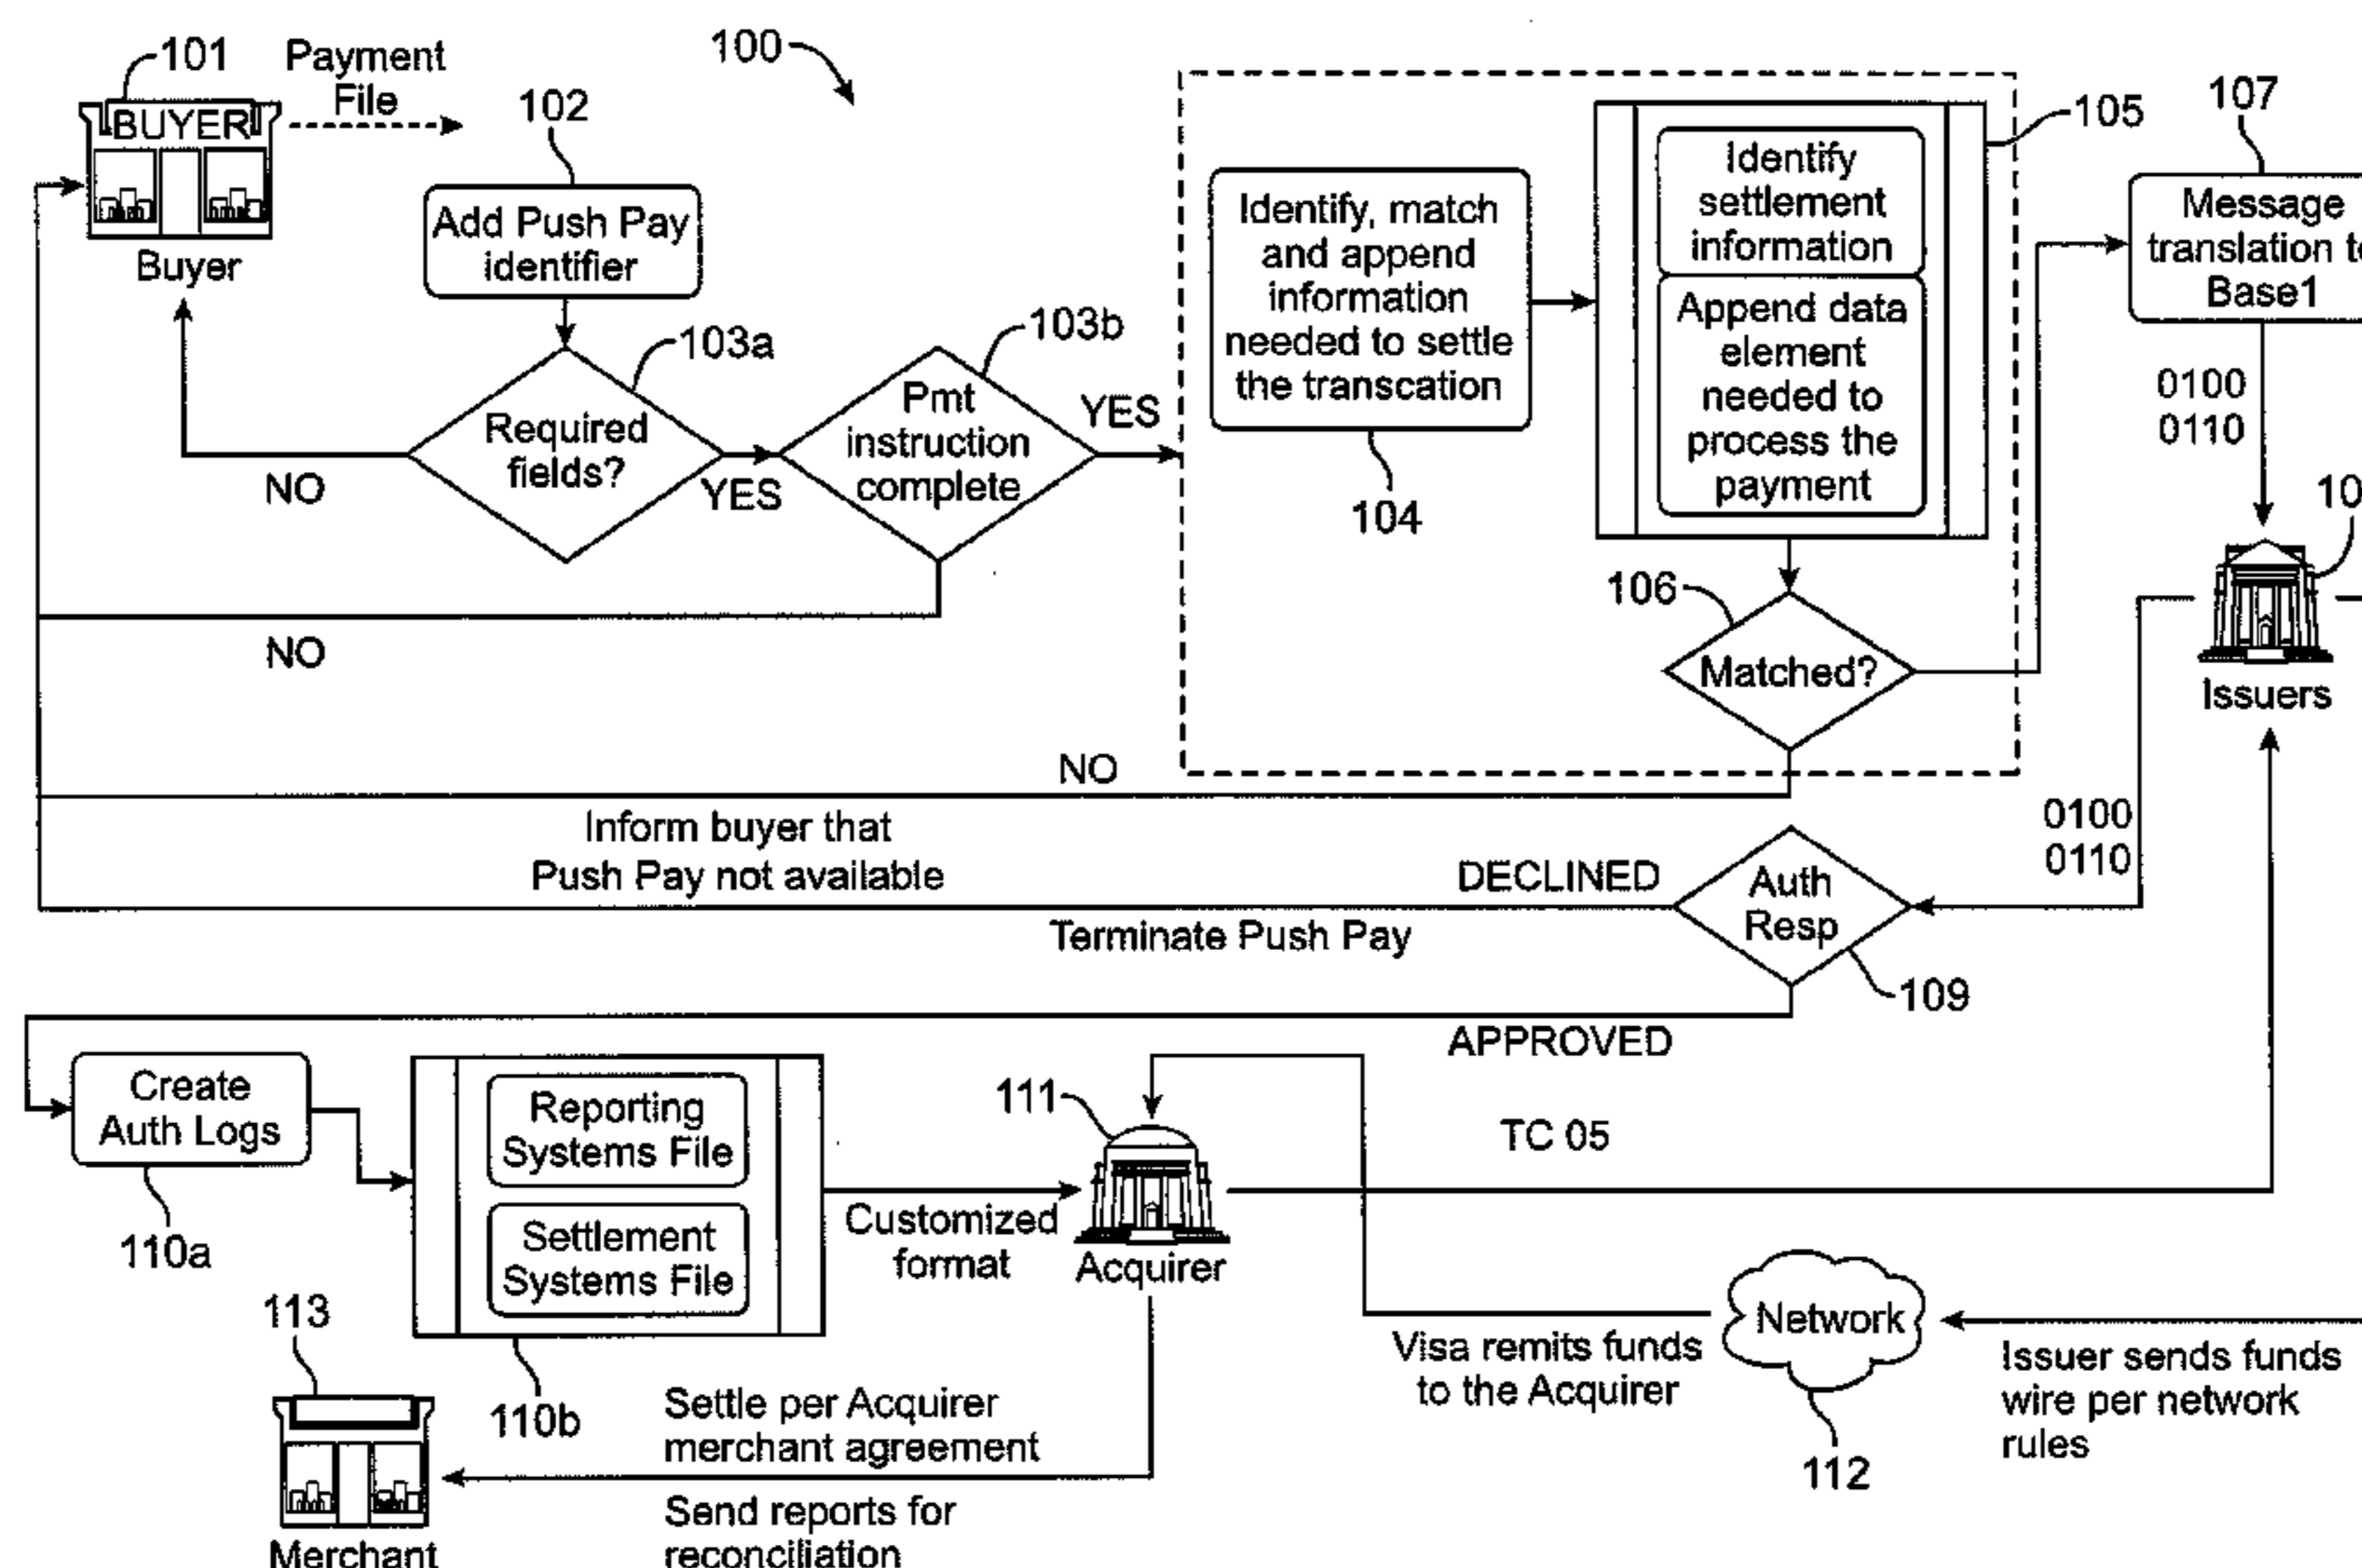 101
Payment
File
100
102
BUYER
Buyer
Add Push Pay
identifier
103a
103b
Required
fields?
NO
YES
Pmt
instruction
complete
YES
NO
Identify, match
and append
information
needed to settle
the transcation
104
105
Identify
settlement
information
Append data
element
needed to
process the
payment
106
Matched?
107
Message
translation
Base1
0100
0110
Issuers
NO
Inform buyer that
Push Pay not available
0100
0110
DECLINED
Auth
Resp
Terminate Push Pay
109
APPROVED
Create
Auth Logs
110a
Reporting
Systems File
Settlement
Systems File
110b
Customized
format
111
Acquirer
TC 05
Network
112
Visa remits funds
to the Acquirer
Issuer sends funds
wire per network
rules
113
Merchant
Settle per Acquirer
merchant agreement
Send reports for
reconciliation